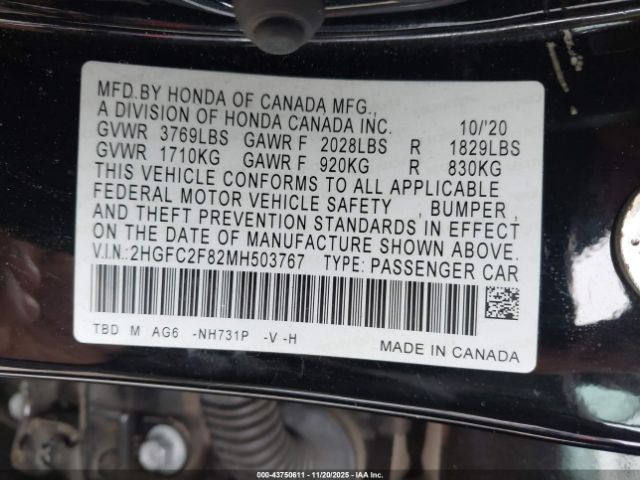 MFD.BY HONDA OF CANADA MFG.,
A DIVISION OF HONDA CANADA INC. 10/'20
GVWR 3769LBS GAWR F 2028LBS R 1829LBS
GVWR 1710KG GAWR F 920KG R 830KG
THIS VEHICLE CONFORMS TO ALL APPLICABLE
FEDERAL MOTOR VEHICLE SAFETY , BUMPER ,
AND THEFT PREVENTION STANDARDS IN EFFECT
ON THE DATE OF MANUFACTURE SHOWN ABOVE.
V.I.N.:2HGFC2F82MH503767 TYPE: PASSENGER CAR
TBD M AG6 -NH731P -V -H
MADE IN CANADA
000-43750611 - 11/20/2025 - IAA Inc.